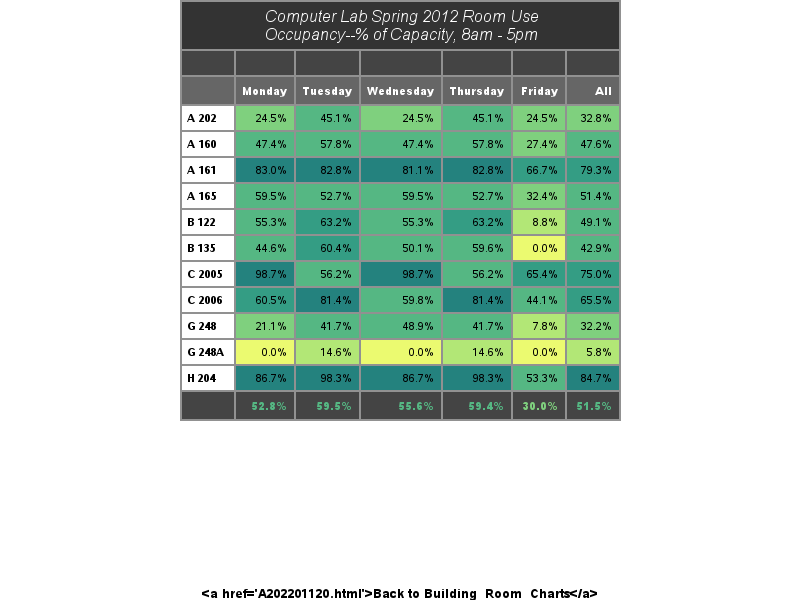 Computer Lab Spring 2012 Room Use
Occupancy--% of Capacity, 8am - 5pm
Monday Tuesday Wednesday Thursday Friday All
A 202 24.5% 45.1% 24.5% 45.1% 24.5% 32.8%
A 160 47.4% 57.8% 47.4% 57.8% 27.4% 47.6%
A 161 83.0% 82.8% 81.1% 82.8% 66.7% 79.3%
A 165 59.5% 52.7% 59.5% 52.7% 32.4% 51.4%
B 122 55.3% 63.2% 55.3% 63.2% 8.8% 49.1%
B 135 44.6% 60.4% 50.1% 59.6% 0.0% 42.9%
C 2005 98.7% 56.2% 98.7% 56.2% 65.4% 75.0%
C 2006 60.5% 81.4% 59.8% 81.4% 44.1% 65.5%
G 248 21.1% 41.7% 48.9% 41.7% 7.8% 32.2%
G 248A 0.0% 14.6% 0.0% 14.6% 0.0% 5.8%
H 204 86.7% 98.3% 86.7% 98.3% 53.3% 84.7%
52.8% 59.5% 55.6% 59.4% 30.0% 51.5%
<a href='A202201120.html'>Back to Building_Room_Charts</a>